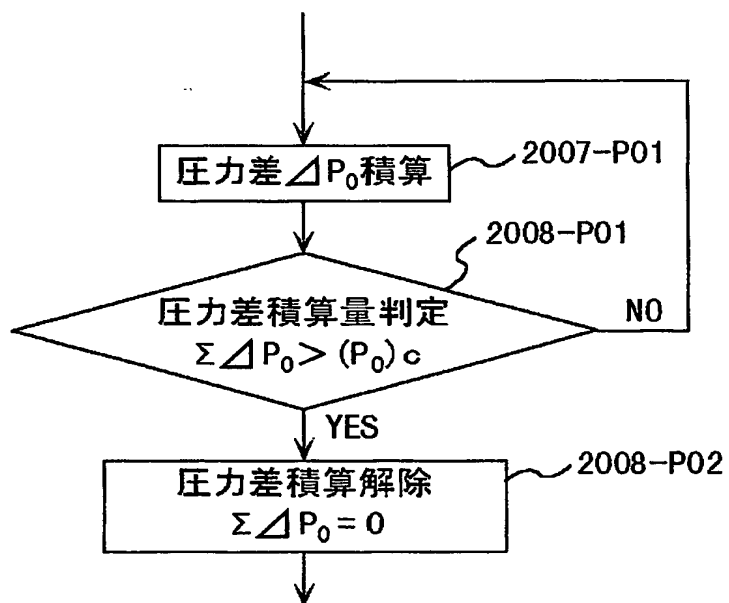 圧力差⊿P₀積算
2007-P01
2008-P01
圧力差積算量判定
Σ⊿P₀>(P₀)c
NO
YES
圧力差積算解除
Σ⊿P₀=0
2008-P02